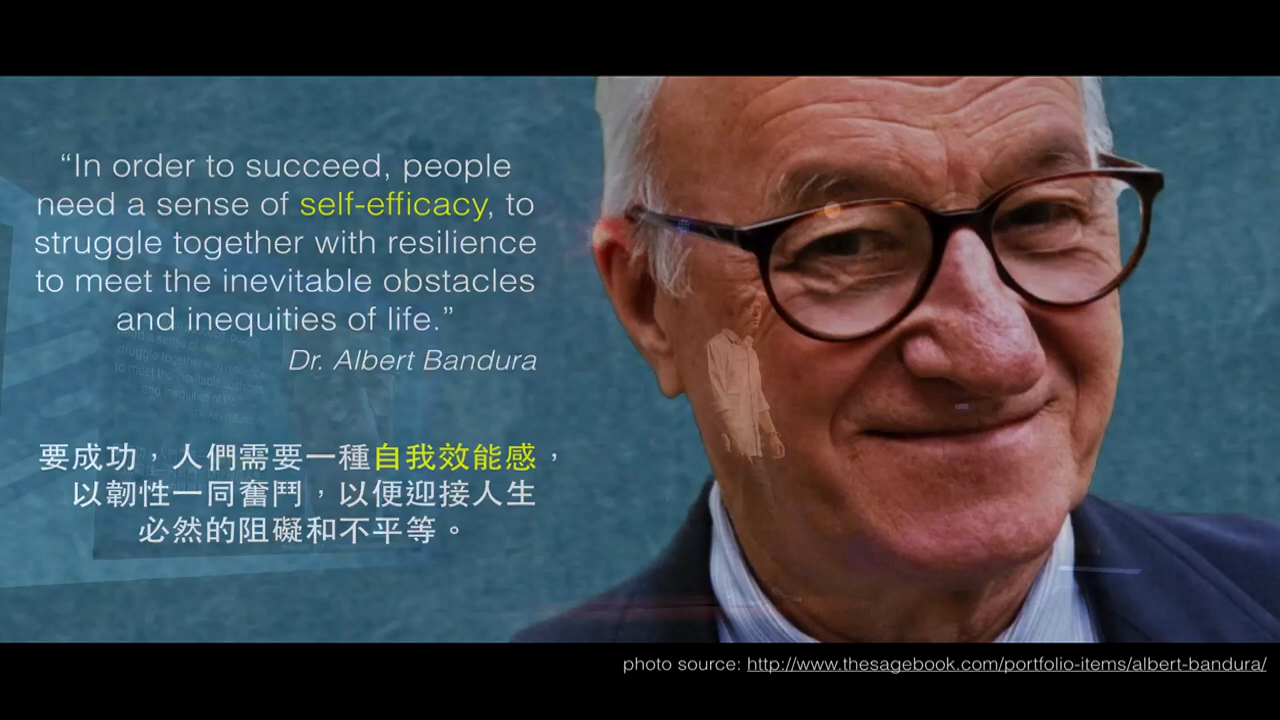 “In order to succeed, people
need a sense of self-efficacy, to
struggle together with resilience
to meet the inevitable obstacles
and inequities of life.”
Dr. Albert Bandura
要成功，人們需要一種自我效能感，
以韌性一同奮鬥，以便迎接人生
必然的阻礙和不平等。
photo source: http://www.thesagebook.com/portfolio-items/albert-bandura/